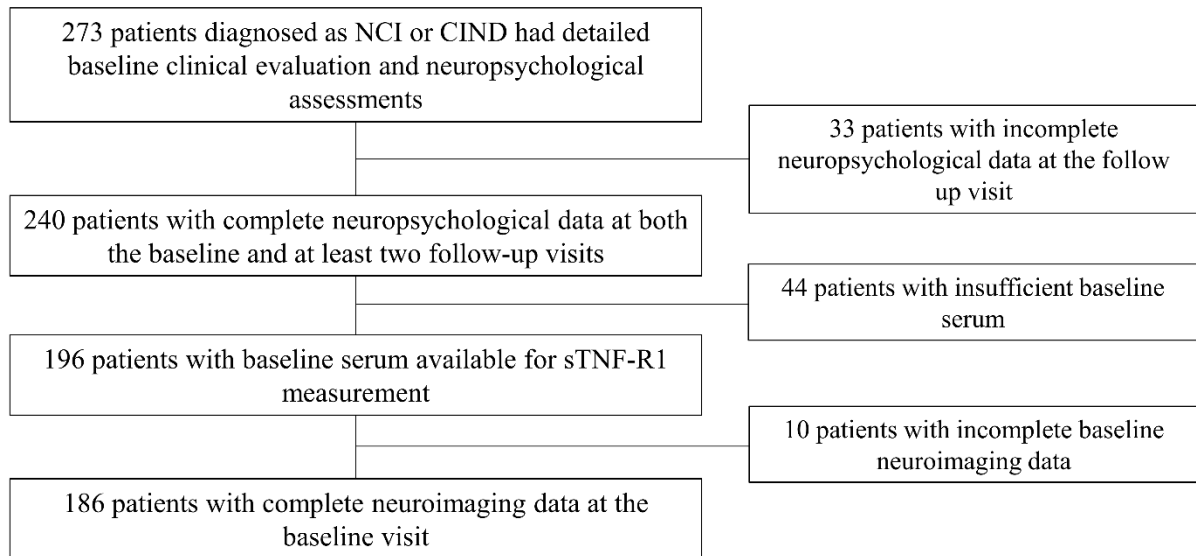 273 patients diagnosed as NCI or CIND had detailed
baseline clinical evaluation and neuropsychological
assessments
33 patients with incomplete
neuropsychological data at the follow
up visit
240 patients with complete neuropsychological data at both
the baseline and at least two follow-up visits
44 patients with insufficient baseline
serum
196 patients with baseline serum available for sTNF-R1
measurement
10 patients with incomplete baseline
neuroimaging data
186 patients with complete neuroimaging data at the
baseline visit